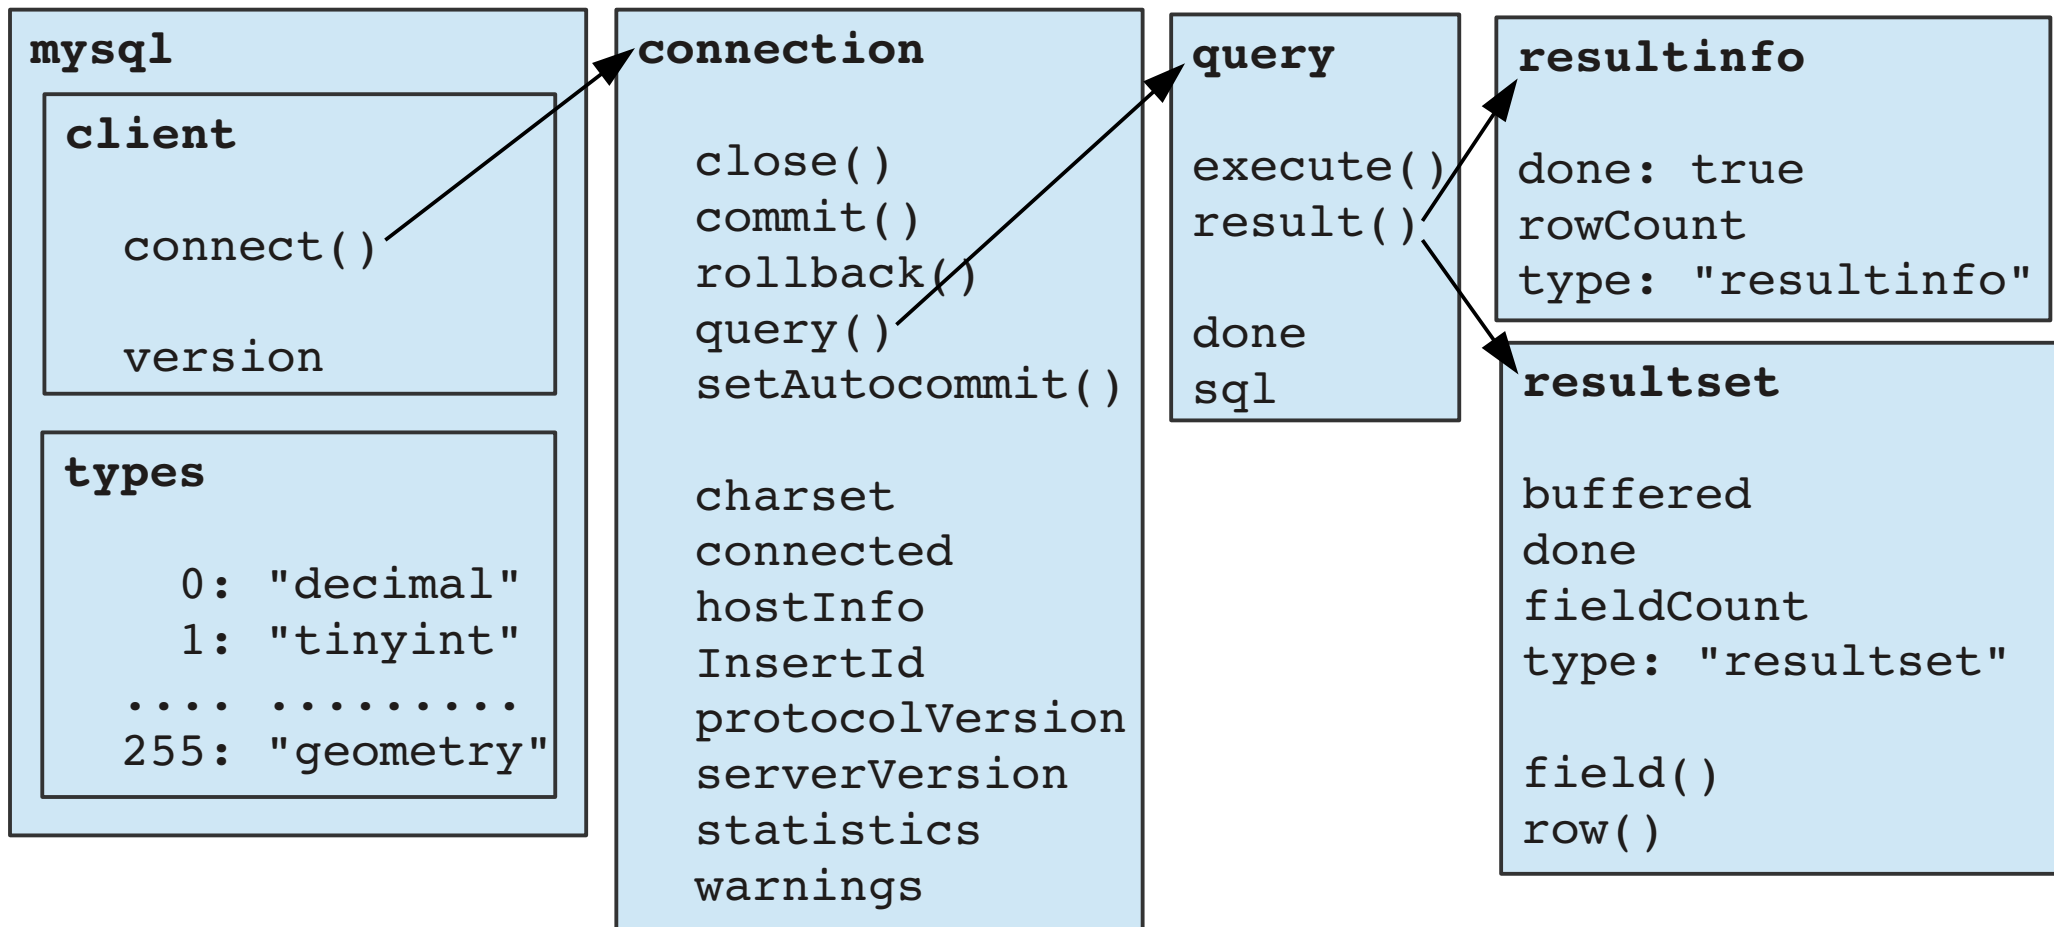 mysql
client
connect()
version
types
0: "decimal"
1: "tinyint"
.... .........
255: "geometry"
connection
close()
commit()
rollback()
query()
setAutocommit()
charset
connected
hostInfo
InsertId
protocolVersion
serverVersion
statistics
warnings
query
execute()
result()
done
sql
resultinfo
done: true
rowCount
type: "resultinfo"
resultset
buffered
done
fieldCount
type: "resultset"
field()
row()